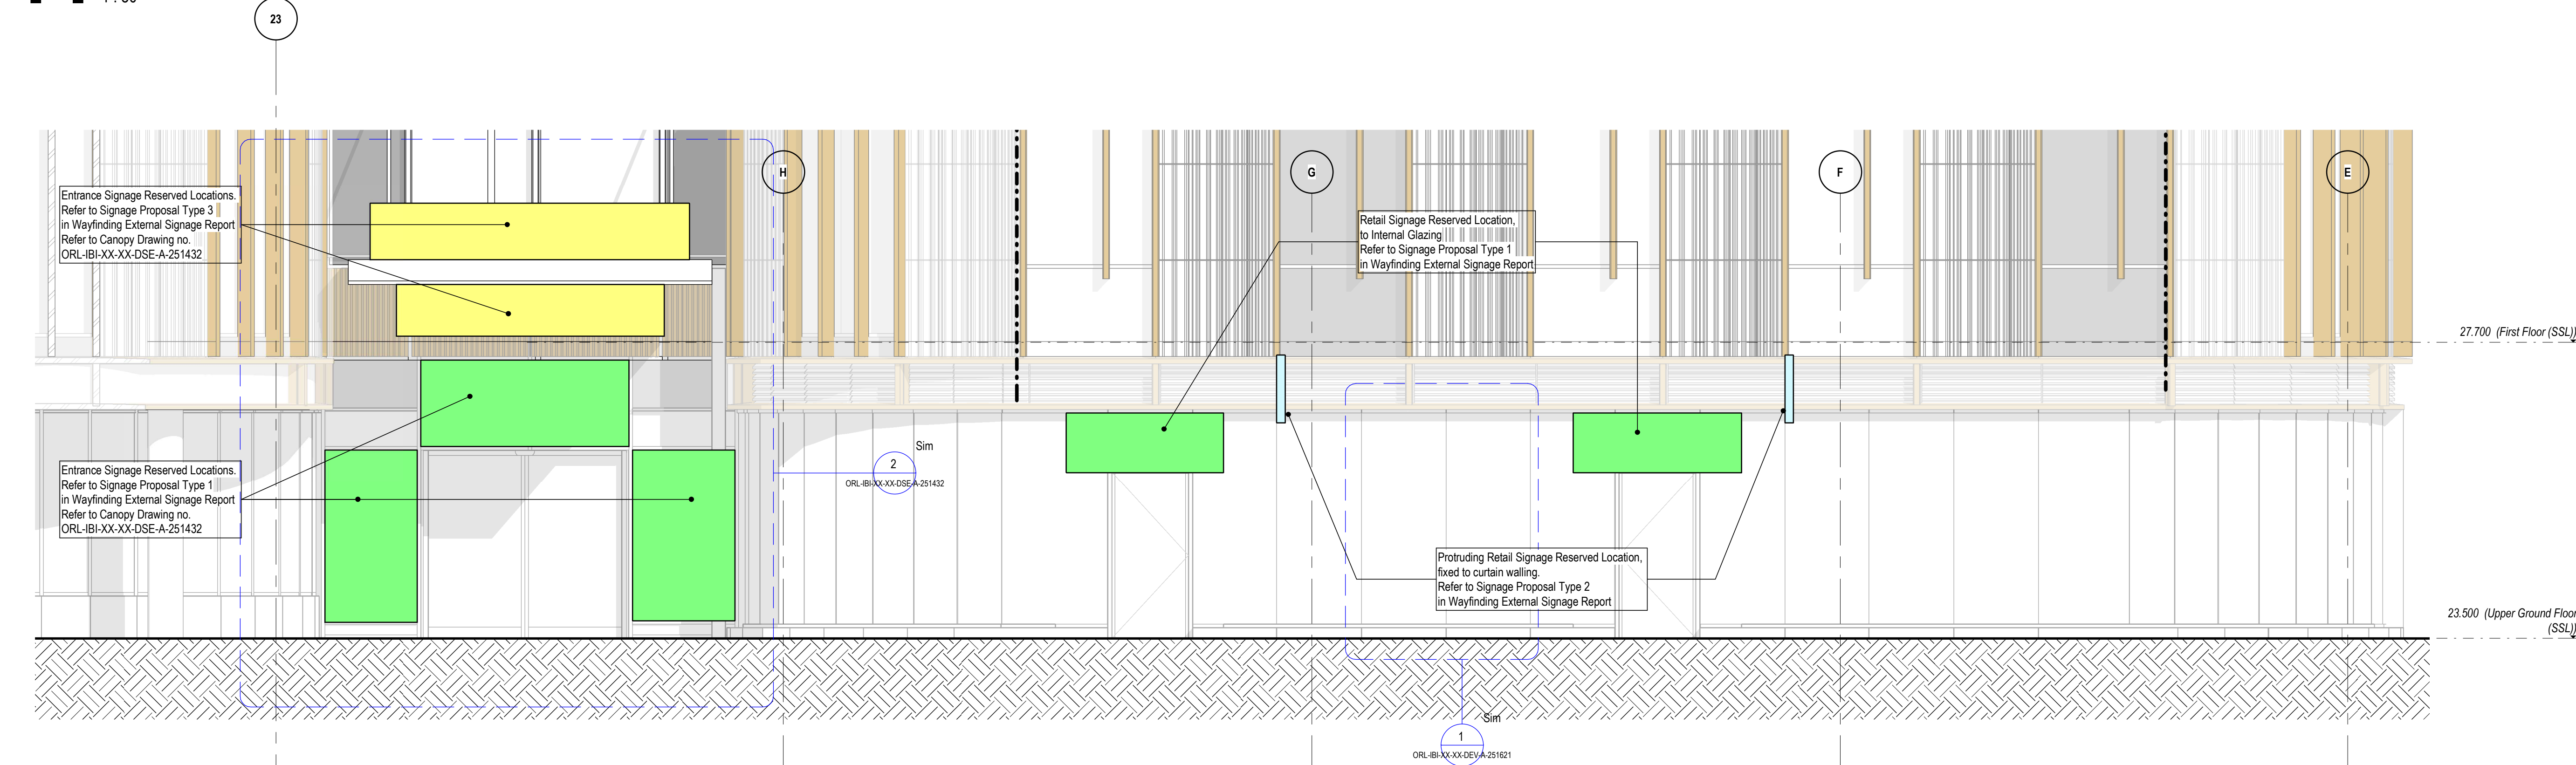 23
H
G
F
E
Entrance Signage Reserved Locations.
Refer to Signage Proposal Type 3
in Wayfinding External Signage Report
Refer to Canopy Drawing no.
ORL-IBI-XX-XX-DSE-A-251432
Retail Signage Reserved Location,
to Internal Glazing
Refer to Signage Proposal Type 1
in Wayfinding External Signage Report
27.700 (First Floor (SSL))
Entrance Signage Reserved Locations.
Refer to Signage Proposal Type 1
in Wayfinding External Signage Report
Refer to Canopy Drawing no.
ORL-IBI-XX-XX-DSE-A-251432
Sim
2
ORL-IBI-XX-XX-DSE-A-251432
Protruding Retail Signage Reserved Location,
fixed to curtain walling.
Refer to Signage Proposal Type 2
in Wayfinding External Signage Report
23.500 (Upper Ground Floor
(SSL))
Sim
1
ORL-IBI-XX-XX-DEV-A-251621